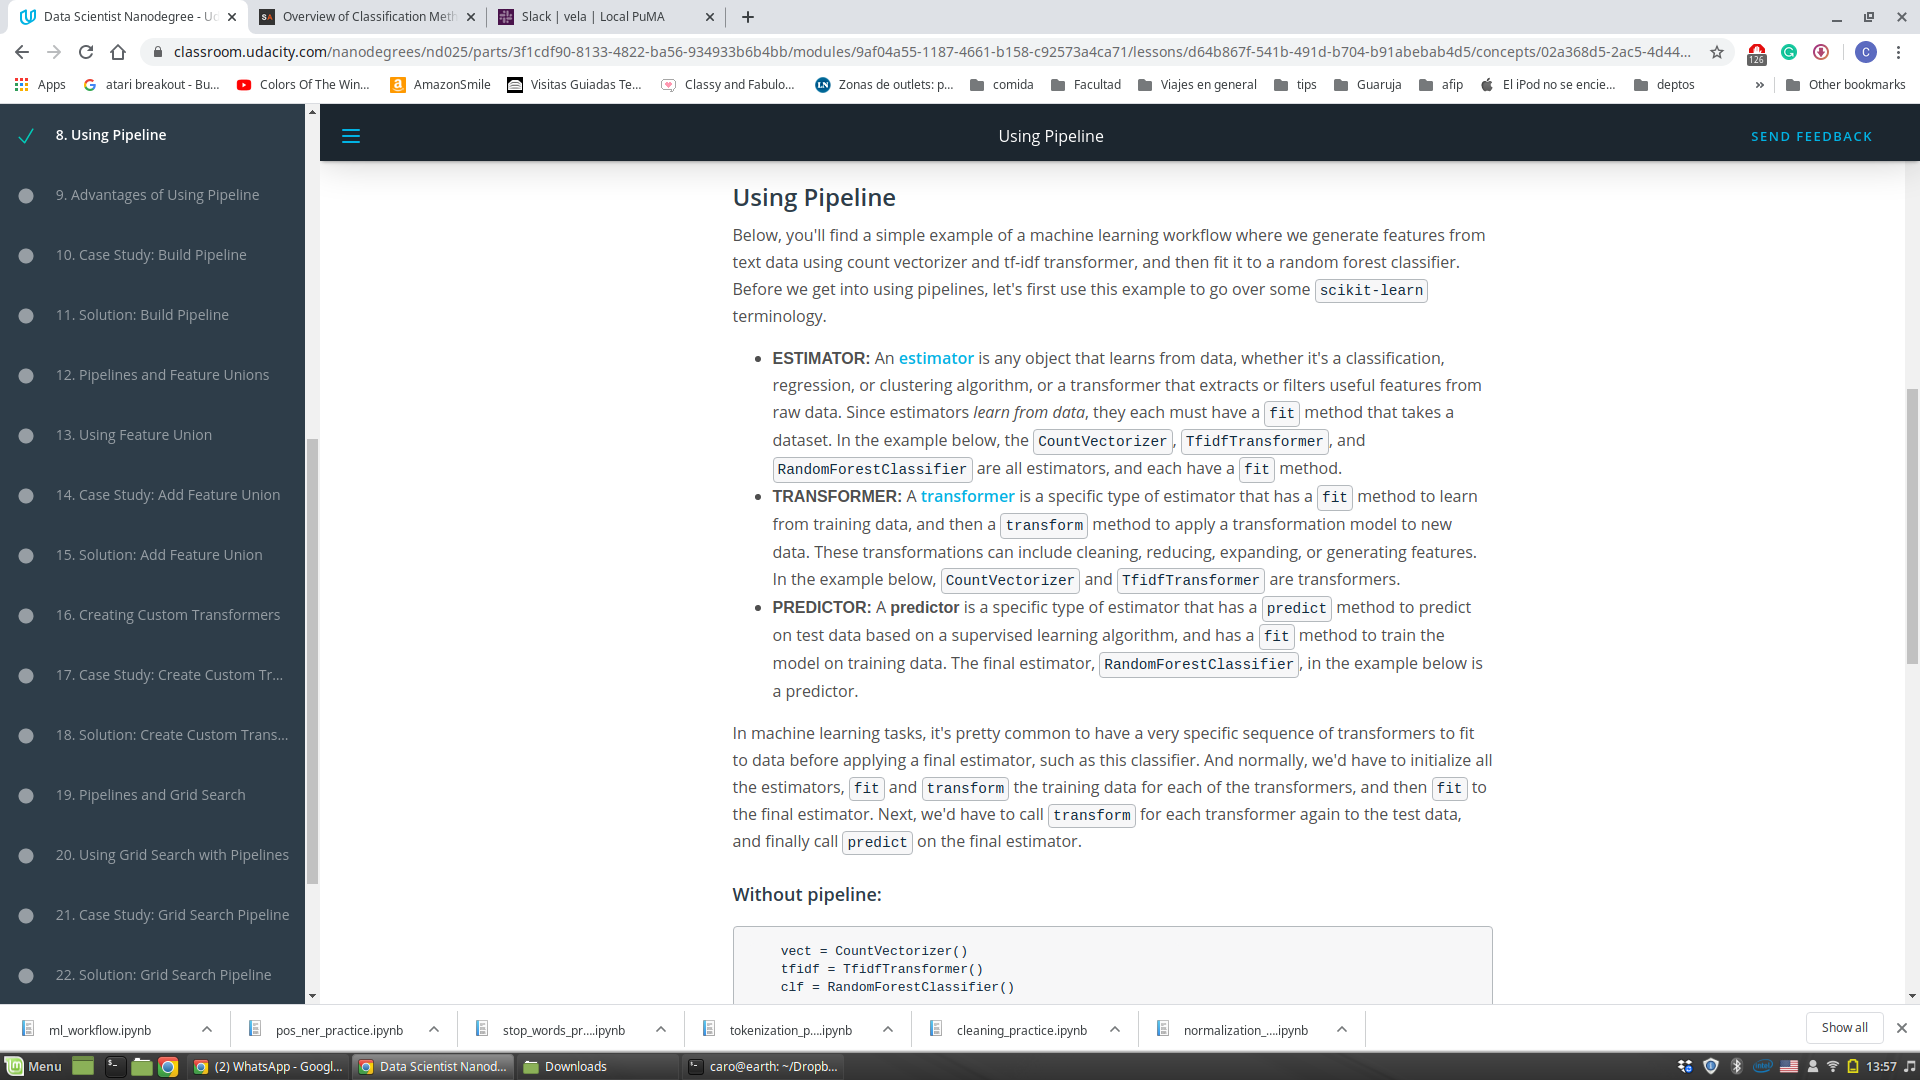 Data Scientist Nanodegree - Ud
Overview of Classification Meth
Slack | vela | Local PuMA
classroom.udacity.com/nanodegrees/nd025/parts/3f1cdf90-8133-4822-ba56-934933b6b4bb/modules/9af04a55-1187-4661-b158-c92573a4ca71/lessons/d64b867f-541b-491d-b704-b91abebab4d5/concepts/02a368d5-2ac5-4d44...
126
C
Apps
atari breakout - Bu...
Colors Of The Win...
AmazonSmile
Visitas Guiadas Te...
Classy and Fabulo...
Zonas de outlets: p...
comida
Facultad
Viajes en general
tips
Guaruja
afip
El iPod no se encie...
deptos
»
Other bookmarks
8. Using Pipeline
9. Advantages of Using Pipeline
10. Case Study: Build Pipeline
11. Solution: Build Pipeline
12. Pipelines and Feature Unions
13. Using Feature Union
14. Case Study: Add Feature Union
15. Solution: Add Feature Union
16. Creating Custom Transformers
17. Case Study: Create Custom Tr...
18. Solution: Create Custom Trans...
19. Pipelines and Grid Search
20. Using Grid Search with Pipelines
21. Case Study: Grid Search Pipeline
22. Solution: Grid Search Pipeline
Using Pipeline
SEND FEEDBACK
Using Pipeline
Below, you'll find a simple example of a machine learning workflow where we generate features from
text data using count vectorizer and tf-idf transformer, and then fit it to a random forest classifier.
Before we get into using pipelines, let's first use this example to go over some scikit-learn
terminology.
• ESTIMATOR: An estimator is any object that learns from data, whether it's a classification,
regression, or clustering algorithm, or a transformer that extracts or filters useful features from
raw data. Since estimators learn from data, they each must have a fit method that takes a
dataset. In the example below, the CountVectorizer, TfidfTransformer, and
RandomForestClassifier are all estimators, and each have a fit method.
• TRANSFORMER: A transformer is a specific type of estimator that has a fit method to learn
from training data, and then a transform method to apply a transformation model to new
data. These transformations can include cleaning, reducing, expanding, or generating features.
In the example below, CountVectorizer and TfidfTransformer are transformers.
• PREDICTOR: A predictor is a specific type of estimator that has a predict method to predict
on test data based on a supervised learning algorithm, and has a fit method to train the
model on training data. The final estimator, RandomForestClassifier, in the example below is
a predictor.
In machine learning tasks, it's pretty common to have a very specific sequence of transformers to fit
to data before applying a final estimator, such as this classifier. And normally, we'd have to initialize all
the estimators, fit and transform the training data for each of the transformers, and then fit to
the final estimator. Next, we'd have to call transform for each transformer again to the test data,
and finally call predict on the final estimator.
Without pipeline:
vect = CountVectorizer()
tfidf = TfidfTransformer()
clf = RandomForestClassifier()
ml_workflow.ipynb
pos_ner_practice.ipynb
stop_words_pr....ipynb
tokenization_p....ipynb
cleaning_practice.ipynb
normalization_....ipynb
Show all
Menu
(2) WhatsApp - Googl...
Data Scientist Nanod...
Downloads
caro@earth: ~/Dropb...
13:57